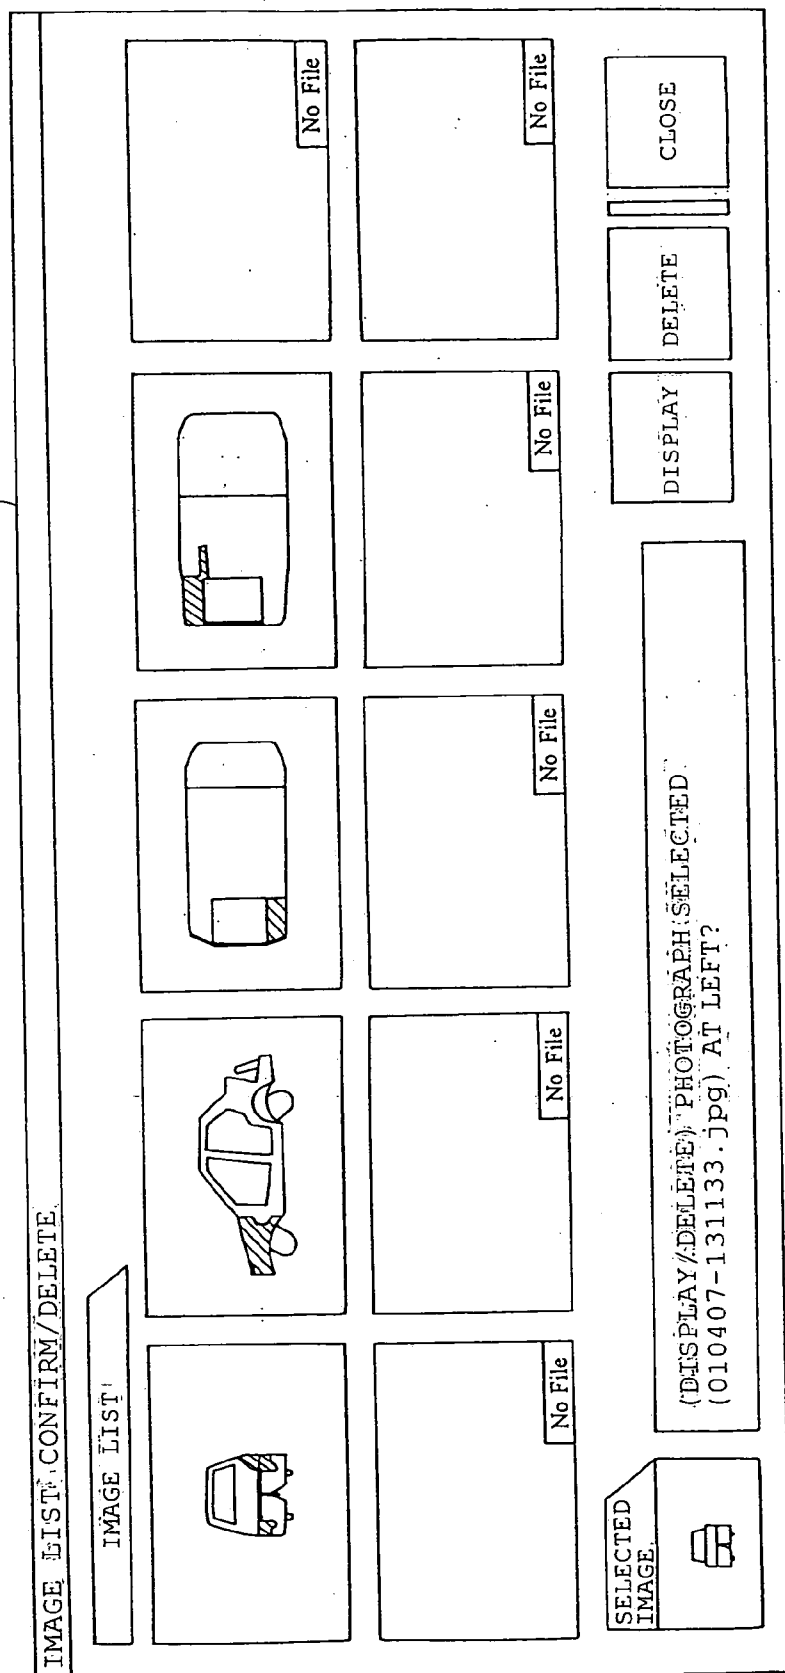 IMAGE LIST CONFIRM/DELETE
IMAGE LIST
No File
No File
No File
No File
No File
No File
SELECTED
IMAGE
(DISPLAY/DELETE) PHOTOGRAPH SELECTED
(010407-131133.jpg) AT LEFT?
DISPLAY
DELETE
CLOSE